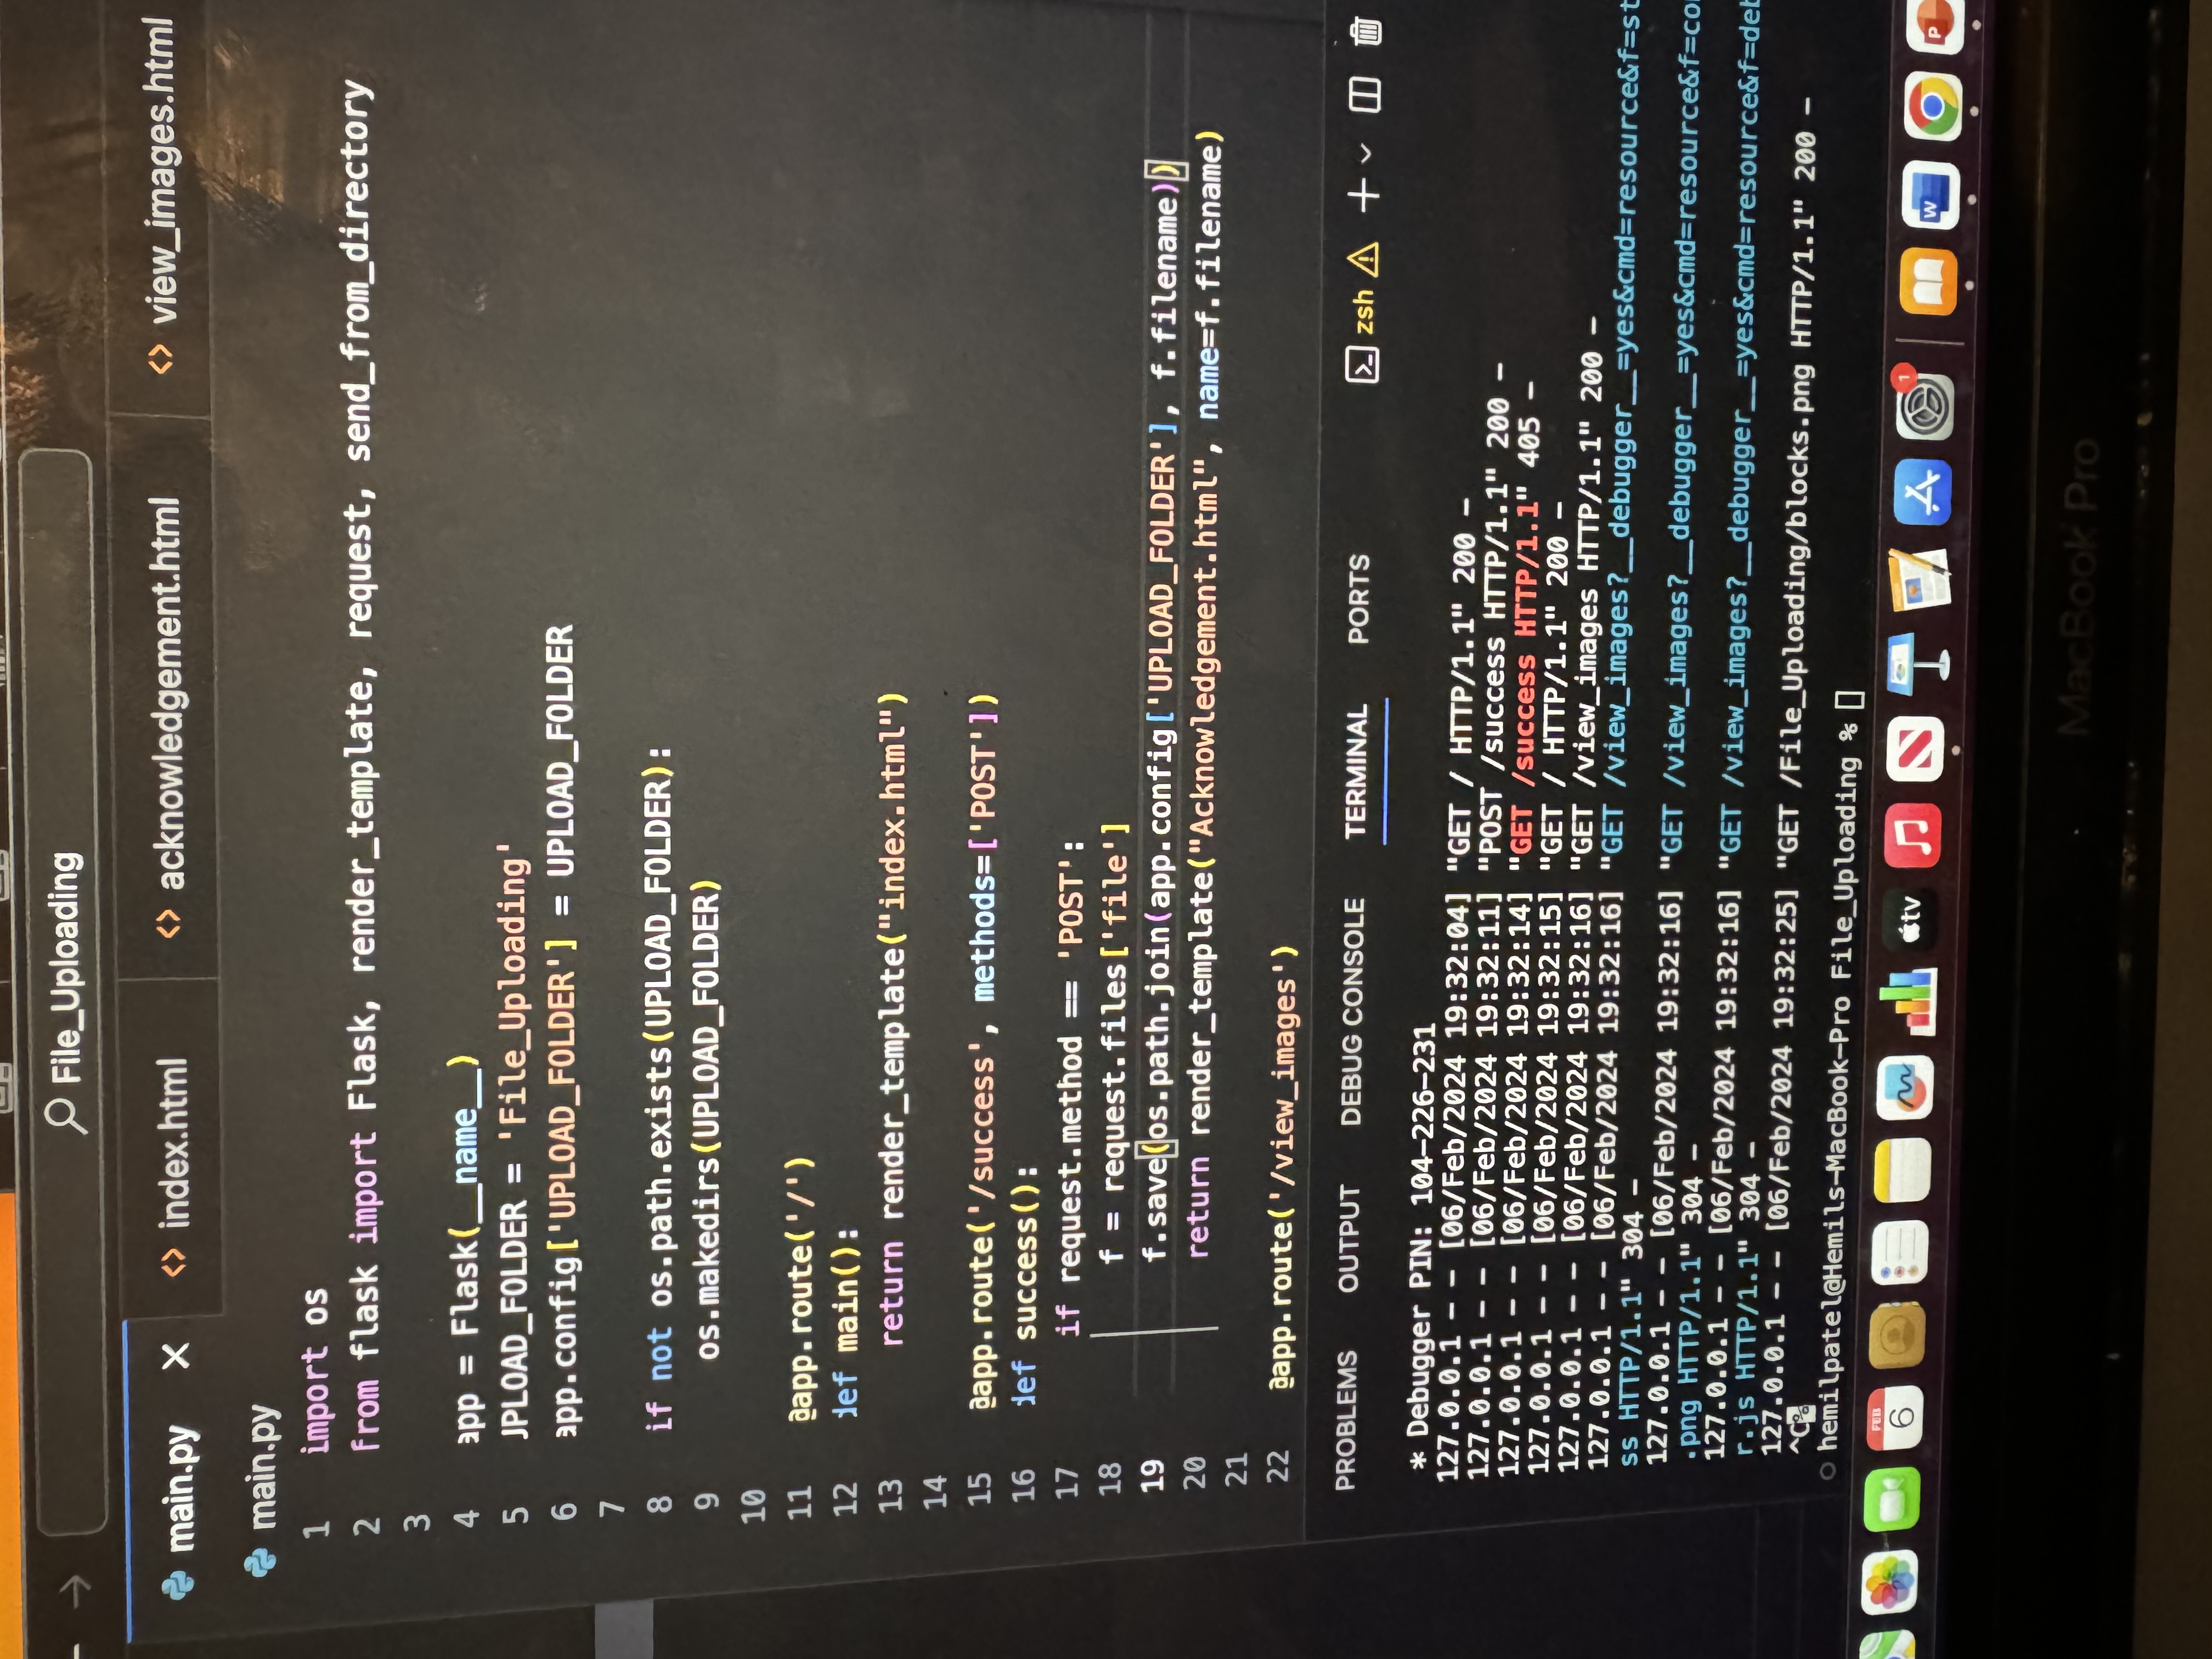 File_Uploading
main.py
index.html
acknowledgement.html
view_images.html
main.py
1 import os
2 from flask import Flask, render_template, request, send_from_directory
3
4 app = Flask(__name__)
5 UPLOAD_FOLDER = 'File_Uploading'
6 app.config['UPLOAD_FOLDER'] = UPLOAD_FOLDER
7
8 if not os.path.exists(UPLOAD_FOLDER):
9     os.makedirs(UPLOAD_FOLDER)
10
11 @app.route('/')
12 def main():
13     return render_template("index.html")
14
15 @app.route('/success', methods=['POST'])
16 def success():
17     if request.method == 'POST':
18         f = request.files['file']
19         f.save(os.path.join(app.config['UPLOAD_FOLDER'], f.filename))
20         return render_template("Acknowledgement.html", name=f.filename)
21
22 @app.route('/view_images')
PROBLEMS OUTPUT DEBUG CONSOLE TERMINAL PORTS zsh
* Debugger PIN: 104-226-231
127.0.0.1 - - [06/Feb/2024 19:32:04] "GET / HTTP/1.1" 200 -
127.0.0.1 - - [06/Feb/2024 19:32:11] "POST /success HTTP/1.1" 200 -
127.0.0.1 - - [06/Feb/2024 19:32:14] "GET /success HTTP/1.1" 405 -
127.0.0.1 - - [06/Feb/2024 19:32:15] "GET / HTTP/1.1" 200 -
127.0.0.1 - - [06/Feb/2024 19:32:16] "GET /view_images HTTP/1.1" 200 -
127.0.0.1 - - [06/Feb/2024 19:32:16] "GET /view_images?__debugger__=yes&cmd=resource&f=st
ss HTTP/1.1" 304 -
127.0.0.1 - - [06/Feb/2024 19:32:16] "GET /view_images?__debugger__=yes&cmd=resource&f=co
.png HTTP/1.1" 304 -
127.0.0.1 - - [06/Feb/2024 19:32:16] "GET /view_images?__debugger__=yes&cmd=resource&f=deb
r.js HTTP/1.1" 304 -
127.0.0.1 - - [06/Feb/2024 19:32:25] "GET /File_Uploading/blocks.png HTTP/1.1" 200 -
^C%
hemilpatel@Hemils-MacBook-Pro File_Uploading %
FEB
6
tv
1
W
P
MacBook Pro